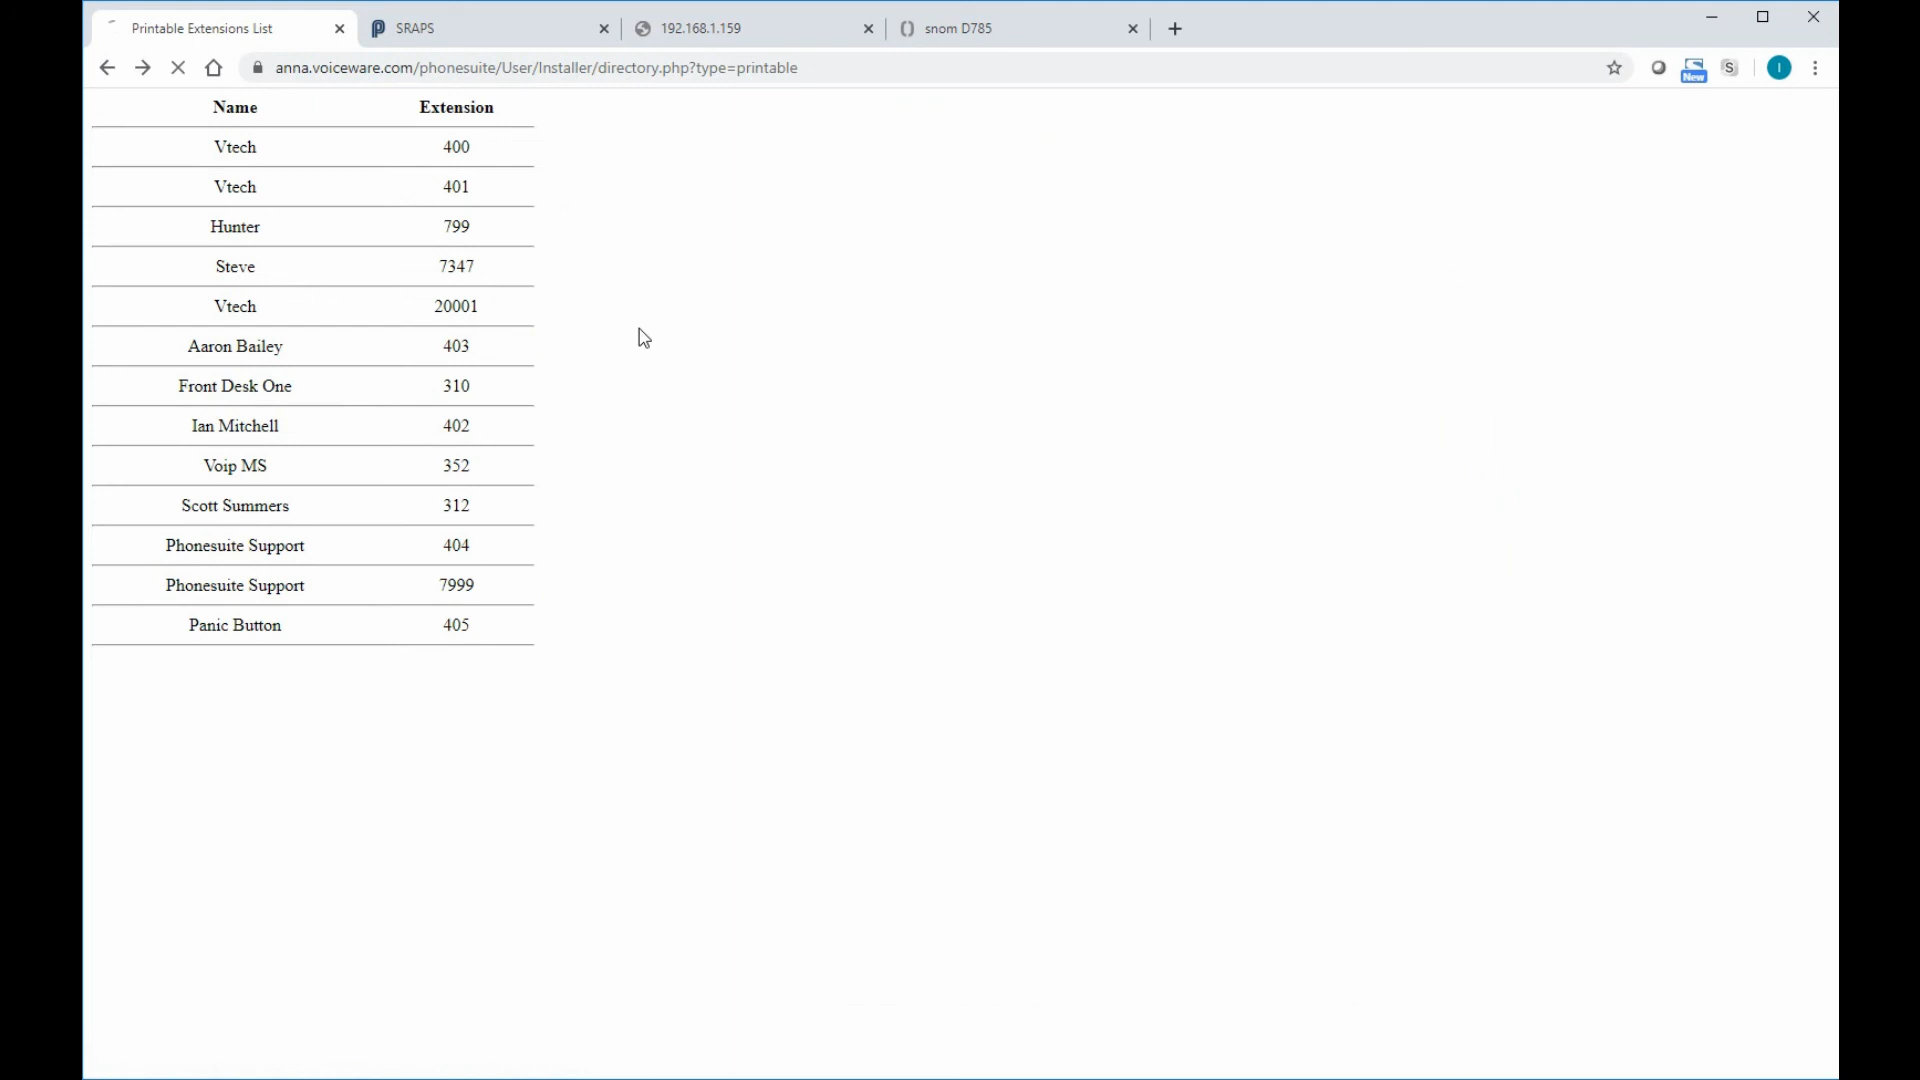 Printable Extensions List
SRAPS
192.168.1.159
snom D785
anna.voiceware.com/phonesuite/User/Installer/directory.php?type=printable
New
S
I
Name Extension
Vtech 400
Vtech 401
Hunter 799
Steve 7347
Vtech 20001
Aaron Bailey 403
Front Desk One 310
Ian Mitchell 402
Voip MS 352
Scott Summers 312
Phonesuite Support 404
Phonesuite Support 7999
Panic Button 405